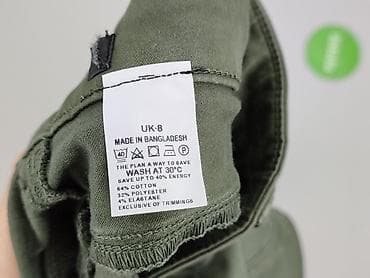 UK-8
MADE IN BANGLADESH
40
P
THE PLAN A WAY TO SAVE
WASH AT 30°C
SAVE UP TO 40% ENERGY
64% COTTON
32% POLYESTER
4% ELASTANE
EXCLUSIVE OF TRIMMINGS